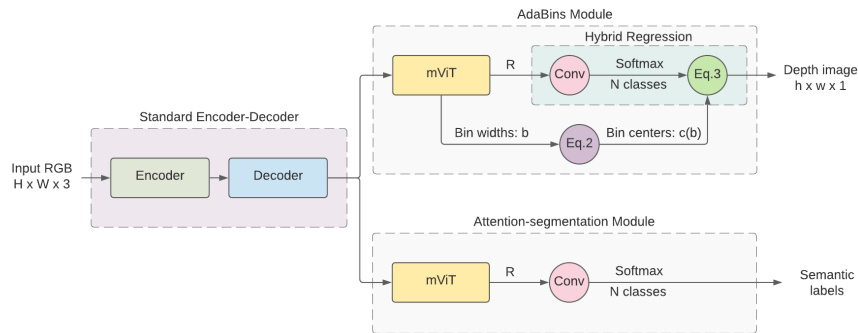 AdaBins Module
Hybrid Regression
mViT
R
Conv
Softmax
N classes
Eq.3
Depth image
h x w x 1
Bin widths: b
Eq.2
Bin centers: c(b)
Standard Encoder-Decoder
Input RGB
H x W x 3
Encoder
Decoder
Attention-segmentation Module
mViT
R
Conv
Softmax
N classes
Semantic
labels